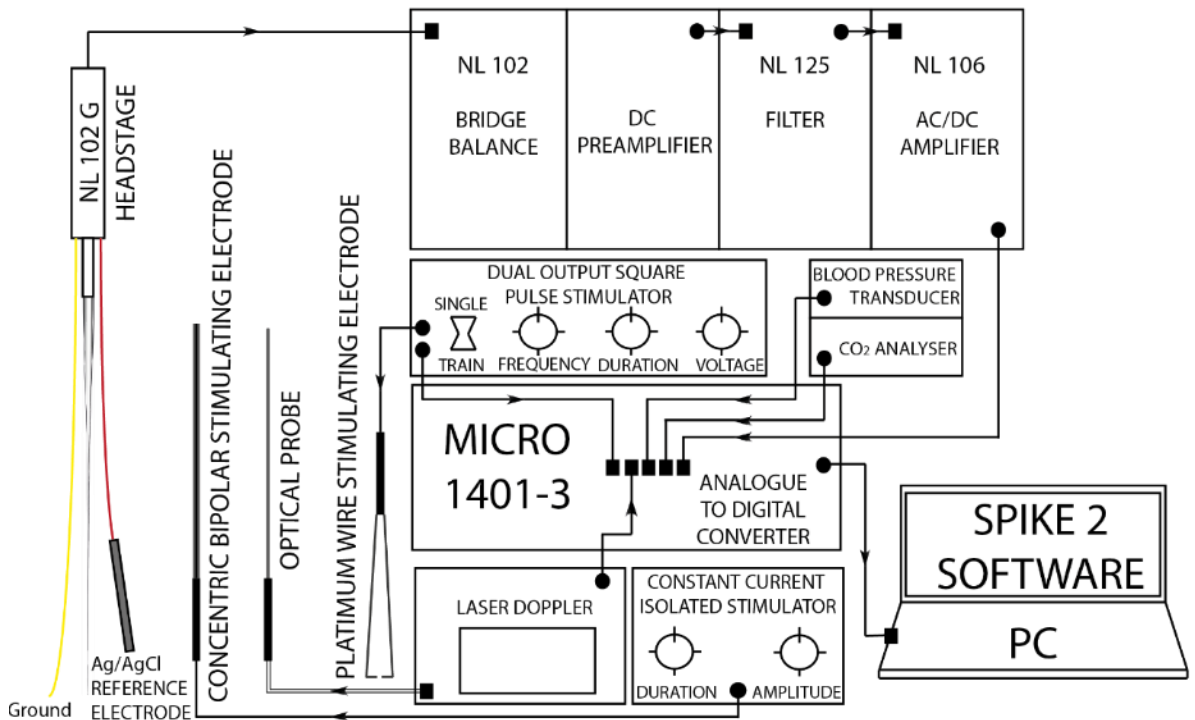 NL 102 G
HEADSTAGE
NL 102
BRIDGE
BALANCE
DC
PREAMPLIFIER
NL 125
FILTER
NL 106
AC/DC
AMPLIFIER
DUAL OUTPUT SQUARE
PULSE STIMULATOR
SINGLE
TRAIN
FREQUENCY
DURATION
VOLTAGE
BLOOD PRESSURE
TRANSDUCER
CO₂ ANALYSER
CONCENTRIC BIPOLAR STIMULATING ELECTRODE
OPTICAL PROBE
PLATIMUM WIRE STIMULATING ELECTRODE
MICRO
1401-3
ANALOGUE
TO DIGITAL
CONVERTER
SPIKE 2
SOFTWARE
PC
LASER DOPPLER
CONSTANT CURRENT
ISOLATED STIMULATOR
DURATION
AMPLITUDE
Ag/AgCl
REFERENCE
ELECTRODE
Ground